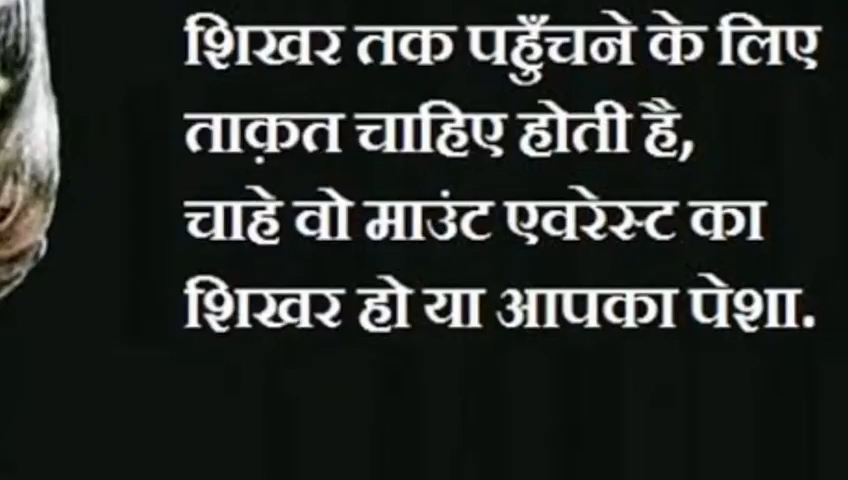 शिखर तक पहुँचने के लिए
ताक़त चाहिए होती है,
चाहे वो माउंट एवरेस्ट का
शिखर हो या आपका पेशा.